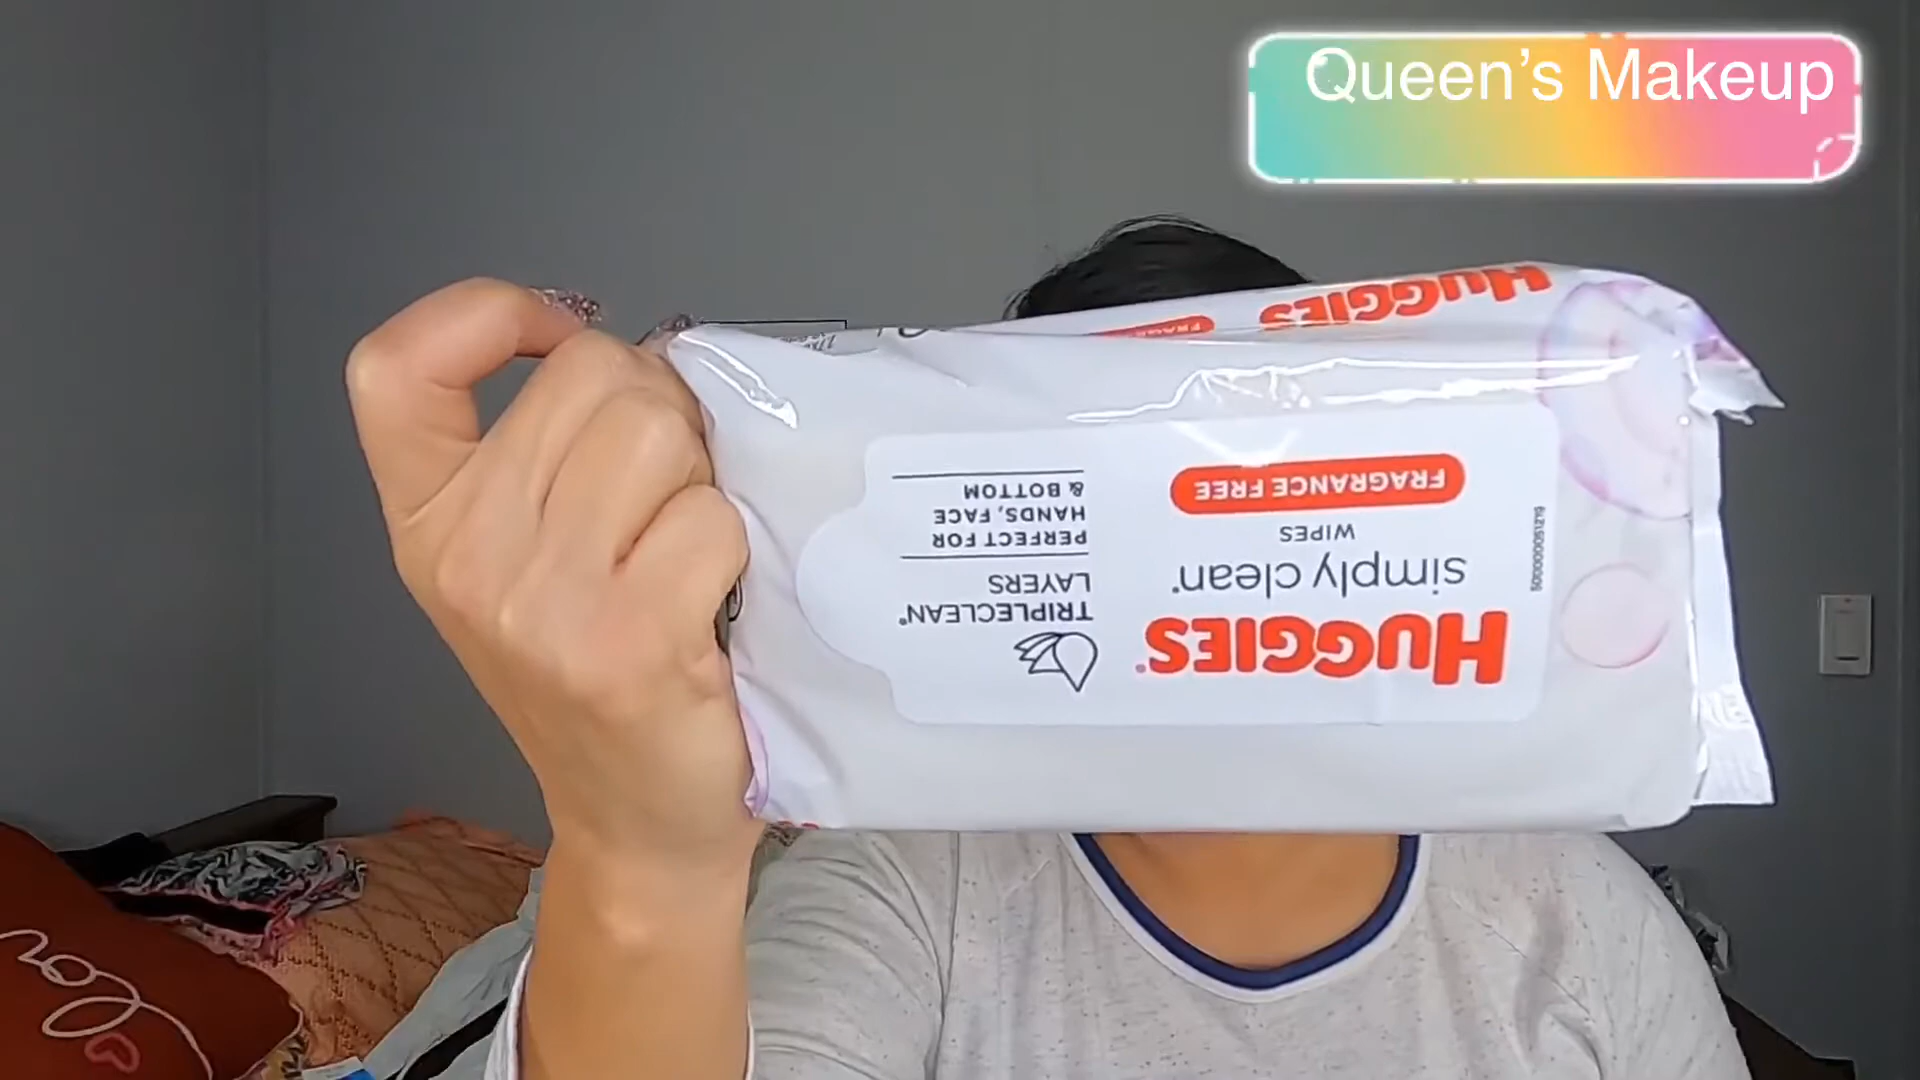 Queen's Makeup
HUGGIES
FRAGRANCE FREE
HUGGIES®
simply clean®
WIPES
FRAGRANCE FREE
TRIPLECLEAN®
LAYERS
PERFECT FOR
HANDS, FACE
& BOTTOM